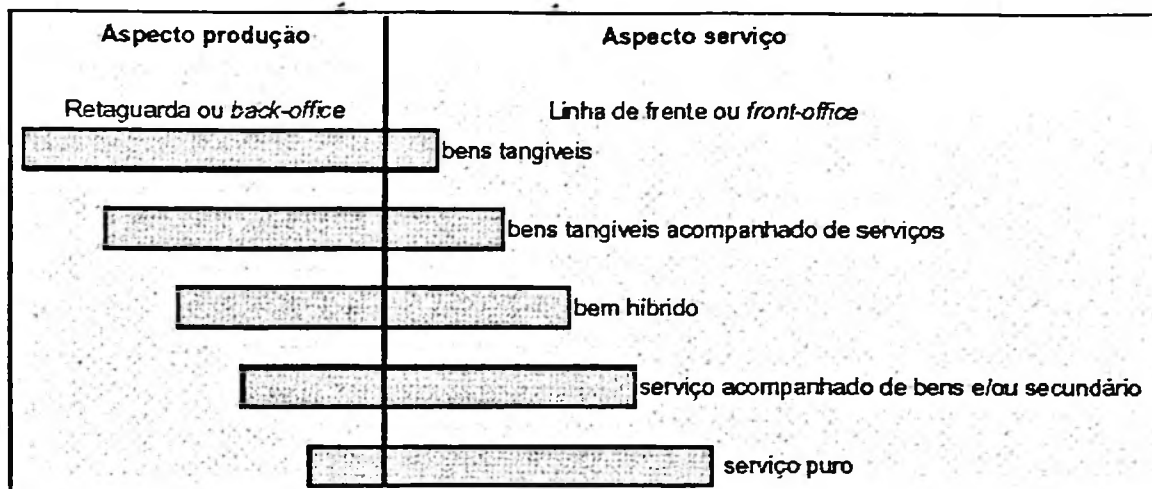 Aspecto produção
Aspecto serviço
Retaguarda ou back-office
Linha de frente ou front-office
bens tangíveis
bens tangíveis acompanhado de serviços
bem híbrido
serviço acompanhado de bens e/ou secundário
serviço puro